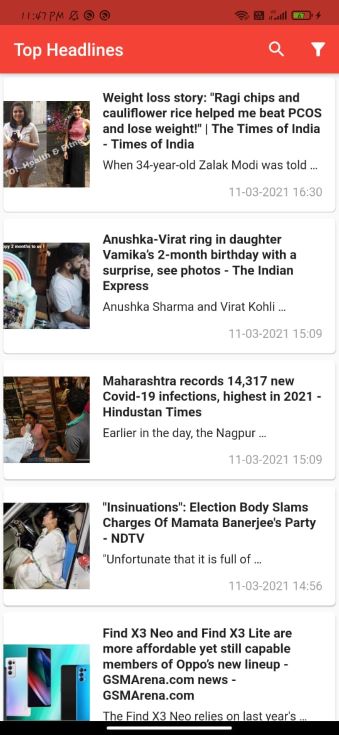 11:47 PM
Top Headlines
Weight loss story: "Ragi chips and
cauliflower rice helped me beat PCOS
and lose weight!" | The Times of India
- Times of India
When 34-year-old Zalak Modi was told ...
TOI- Health & Fitness
11-03-2021 16:30
Anushka-Virat ring in daughter
Vamika’s 2-month birthday with a
surprise, see photos - The Indian
Express
Anushka Sharma and Virat Kohli ...
ppy 2 months to us !
11-03-2021 15:09
Maharashtra records 14,317 new
Covid-19 infections, highest in 2021 -
Hindustan Times
Earlier in the day, the Nagpur ...
11-03-2021 15:09
"Insinuations": Election Body Slams
Charges Of Mamata Banerjee's Party
- NDTV
"Unfortunate that it is full of ...
11-03-2021 14:56
Find X3 Neo and Find X3 Lite are
more affordable yet still capable
members of Oppo’s new lineup -
GSMArena.com news -
GSMArena.com
The Find X3 Neo relies on last year's ...